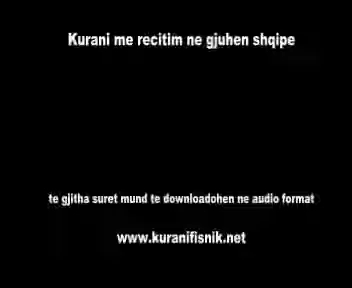 Kurani me recitim ne gjuhen shqipe
te gjitha suret mund te downloadohen ne audio format
www.kuranifisnik.net